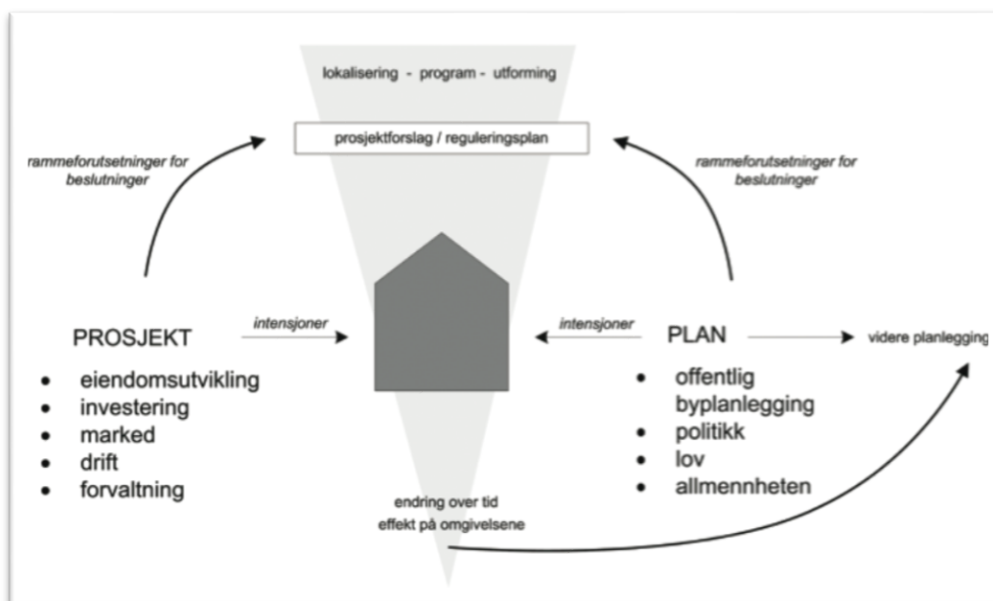 lokalisering - program - utforming
prosjektforslag / reguleringsplan
rammeforutsetninger for
beslutninger
rammeforutsetninger for
beslutninger
intensjoner
intensjoner
PROSJEKT
• eiendomsutvikling
• investering
• marked
• drift
• forvaltning
PLAN
• offentlig
byplanlegging
• politikk
• lov
• allmennheten
videre planlegging
endring over tid
effekt på omgivelsene